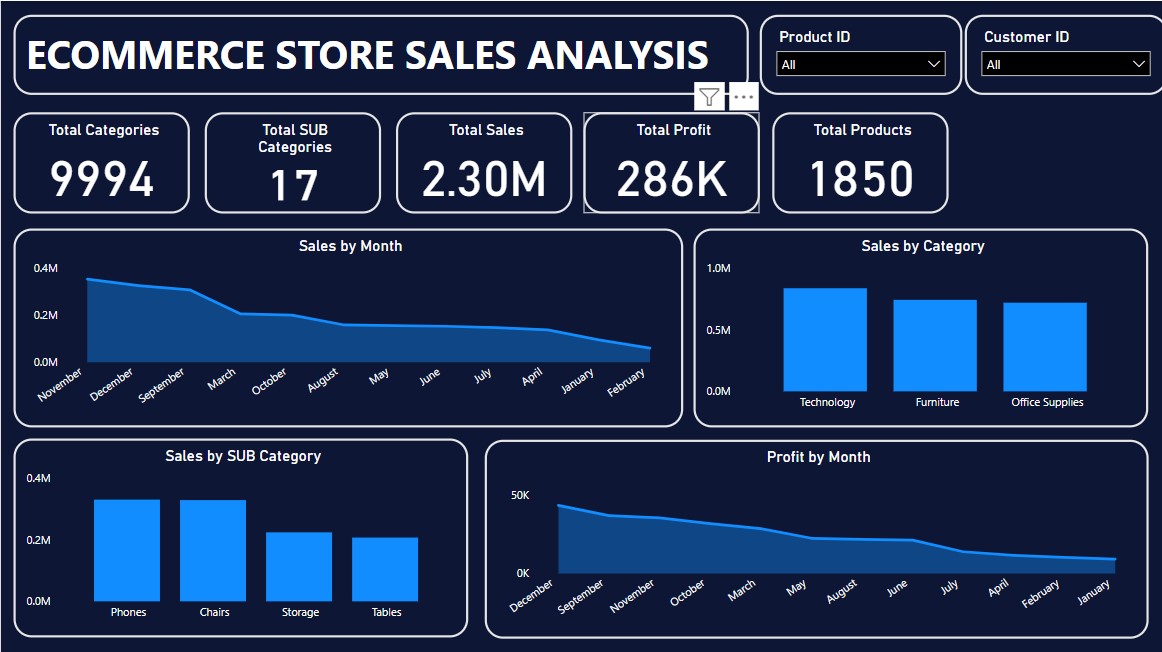 ECOMMERCE STORE SALES ANALYSIS
Product ID
All
Customer ID
All
Total Categories
9994
Total SUB
Categories
17
Total Sales
2.30M
Total Profit
286K
Total Products
1850
Sales by Month
0.4M
0.2M
0.0M
November
December
September
March
October
August
May
June
July
April
January
February
Sales by Category
1.0M
0.5M
0.0M
Technology
Furniture
Office Supplies
Sales by SUB Category
0.4M
0.2M
0.0M
Phones
Chairs
Storage
Tables
Profit by Month
50K
0K
December
September
November
October
March
May
August
June
July
April
February
January